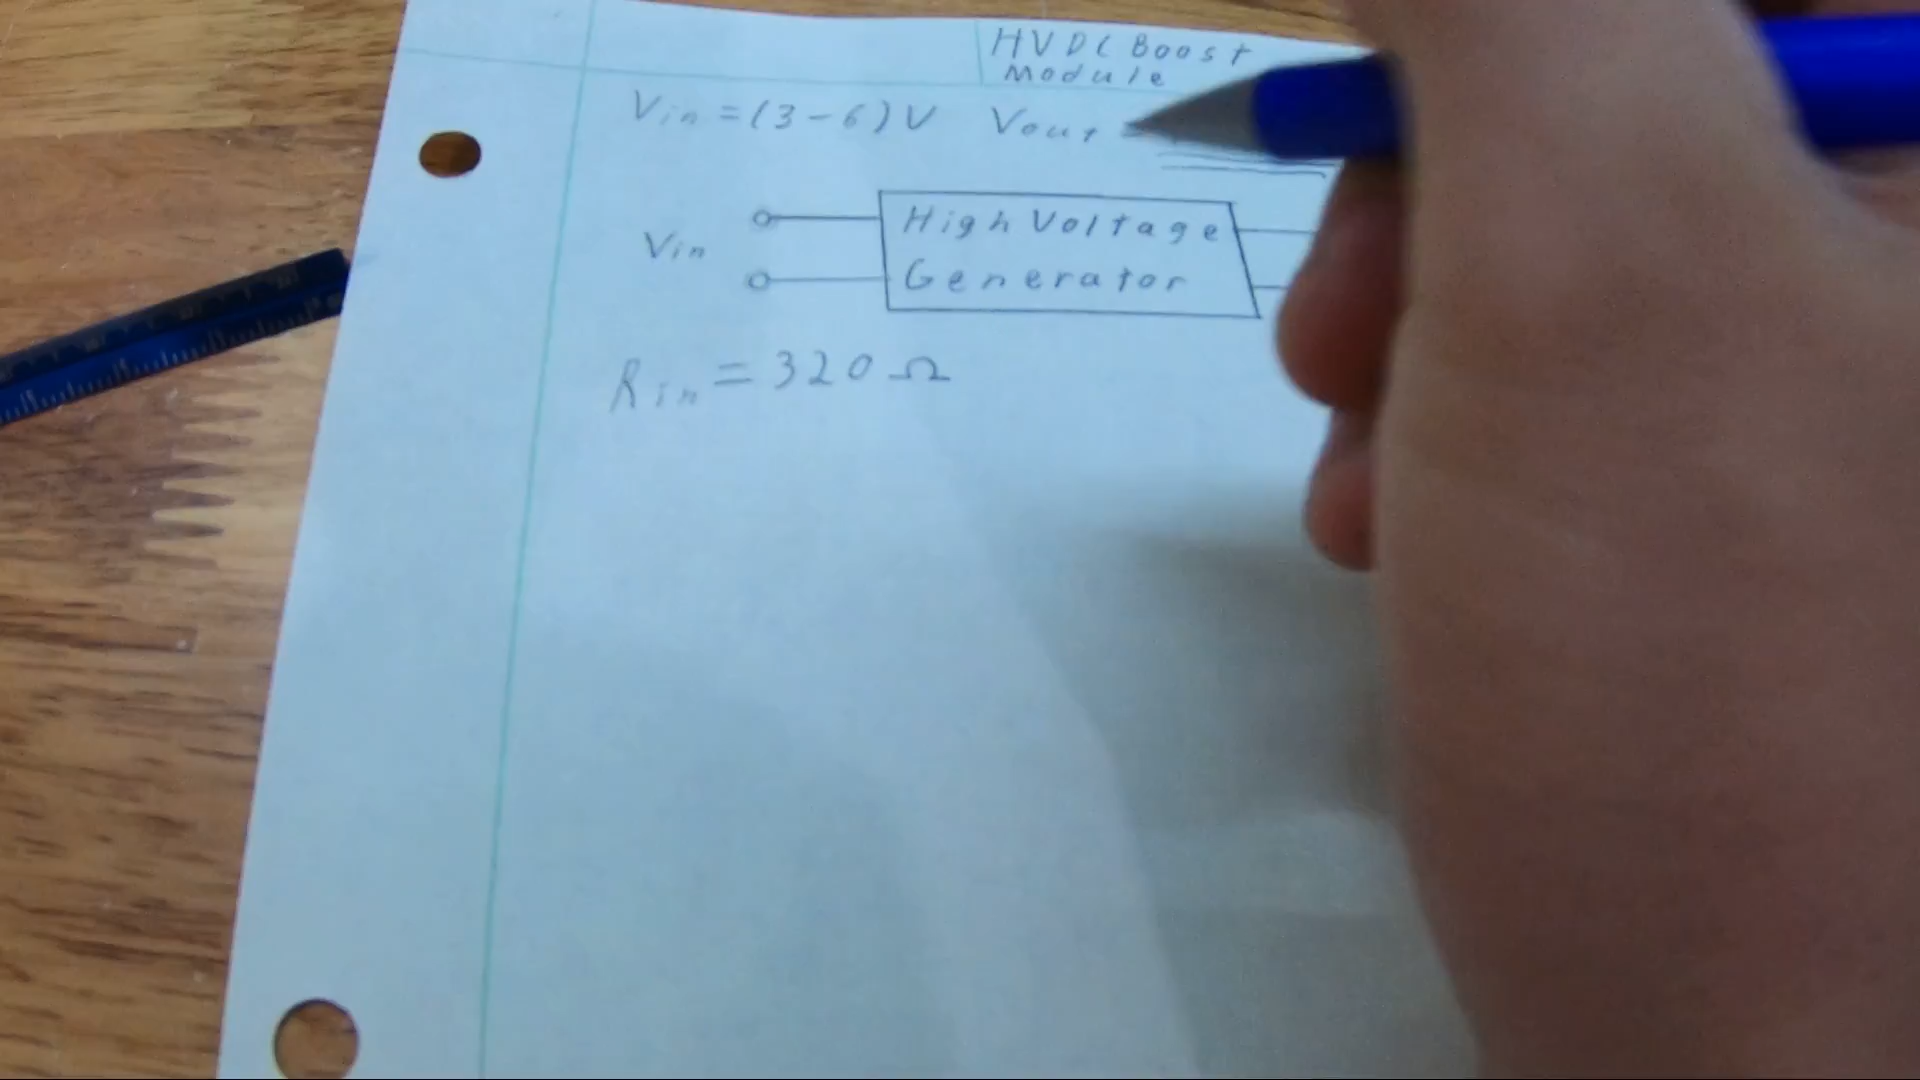 HVDC Boost
Module
Vin = (3-6)V Vout =
High Voltage
Vin
Generator
Rin = 320 Ω